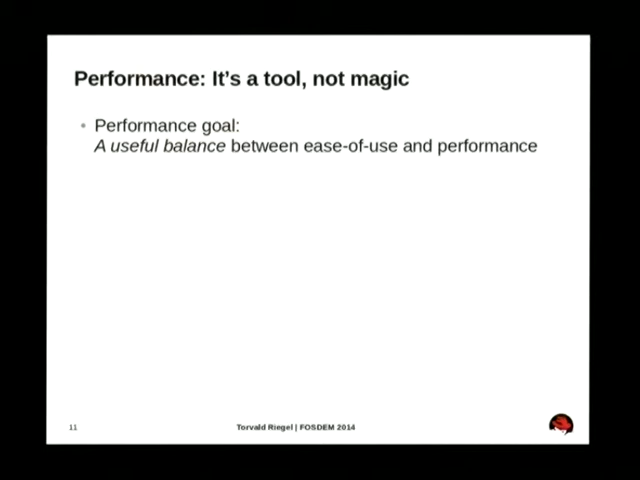 Performance: It's a tool, not magic
• Performance goal:
A useful balance between ease-of-use and performance
11
Torvald Riegel | FOSDEM 2014